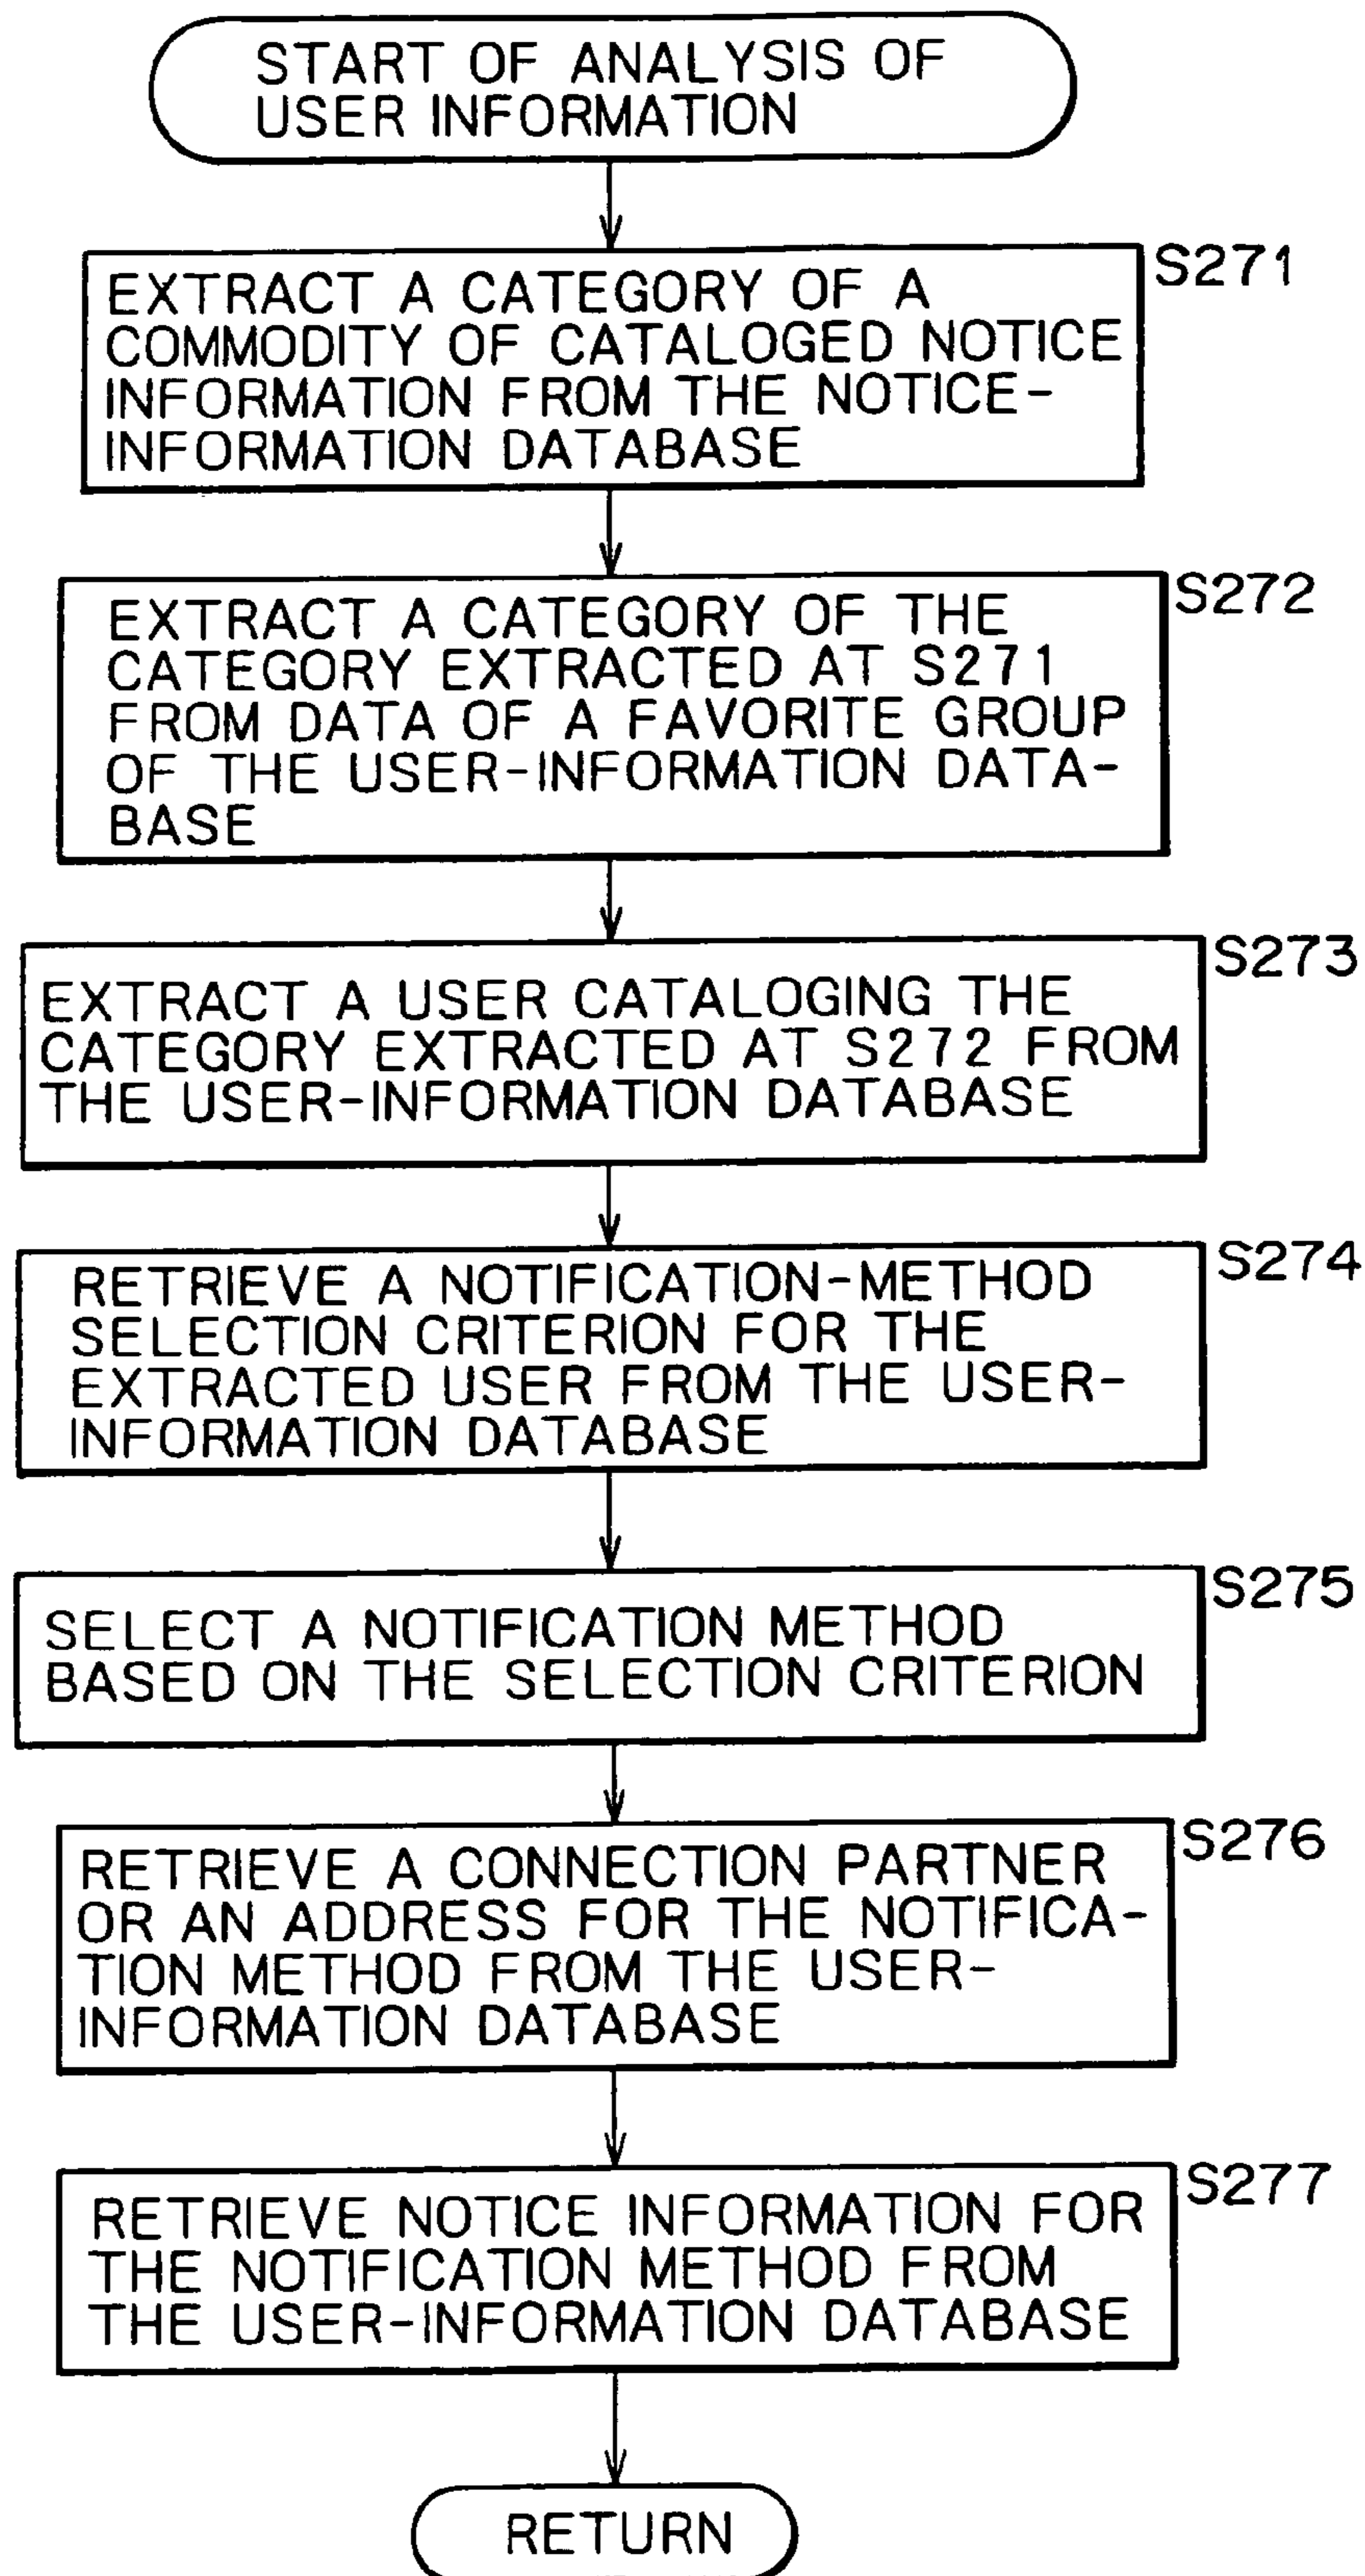 START OF ANALYSIS OF
USER INFORMATION
S271
EXTRACT A CATEGORY OF A
COMMODITY OF CATALOGED NOTICE
INFORMATION FROM THE NOTICE-
INFORMATION DATABASE
S272
EXTRACT A CATEGORY OF THE
CATEGORY EXTRACTED AT S271
FROM DATA OF A FAVORITE GROUP
OF THE USER-INFORMATION DATA-
BASE
S273
EXTRACT A USER CATALOGING THE
CATEGORY EXTRACTED AT S272 FROM
THE USER-INFORMATION DATABASE
S274
RETRIEVE A NOTIFICATION-METHOD
SELECTION CRITERION FOR THE
EXTRACTED USER FROM THE USER-
INFORMATION DATABASE
S275
SELECT A NOTIFICATION METHOD
BASED ON THE SELECTION CRITERION
S276
RETRIEVE A CONNECTION PARTNER
OR AN ADDRESS FOR THE NOTIFICA-
TION METHOD FROM THE USER-
INFORMATION DATABASE
S277
RETRIEVE NOTICE INFORMATION FOR
THE NOTIFICATION METHOD FROM
THE USER-INFORMATION DATABASE
RETURN